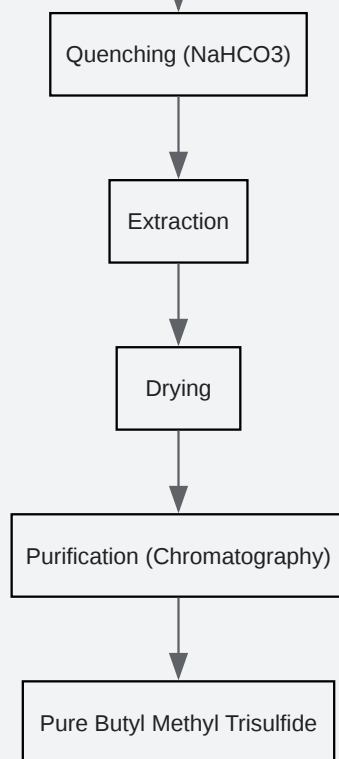 Quenching (NaHCO3)
Extraction
Drying
Purification (Chromatography)
Pure Butyl Methyl Trisulfide